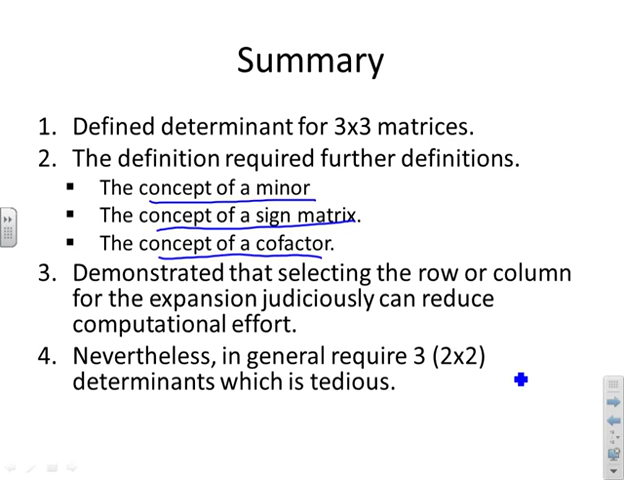 Summary
1. Defined determinant for 3x3 matrices.
2. The definition required further definitions.
▪ The concept of a minor
▪ The concept of a sign matrix.
▪ The concept of a cofactor.
3. Demonstrated that selecting the row or column
for the expansion judiciously can reduce
computational effort.
4. Nevertheless, in general require 3 (2x2)
determinants which is tedious.